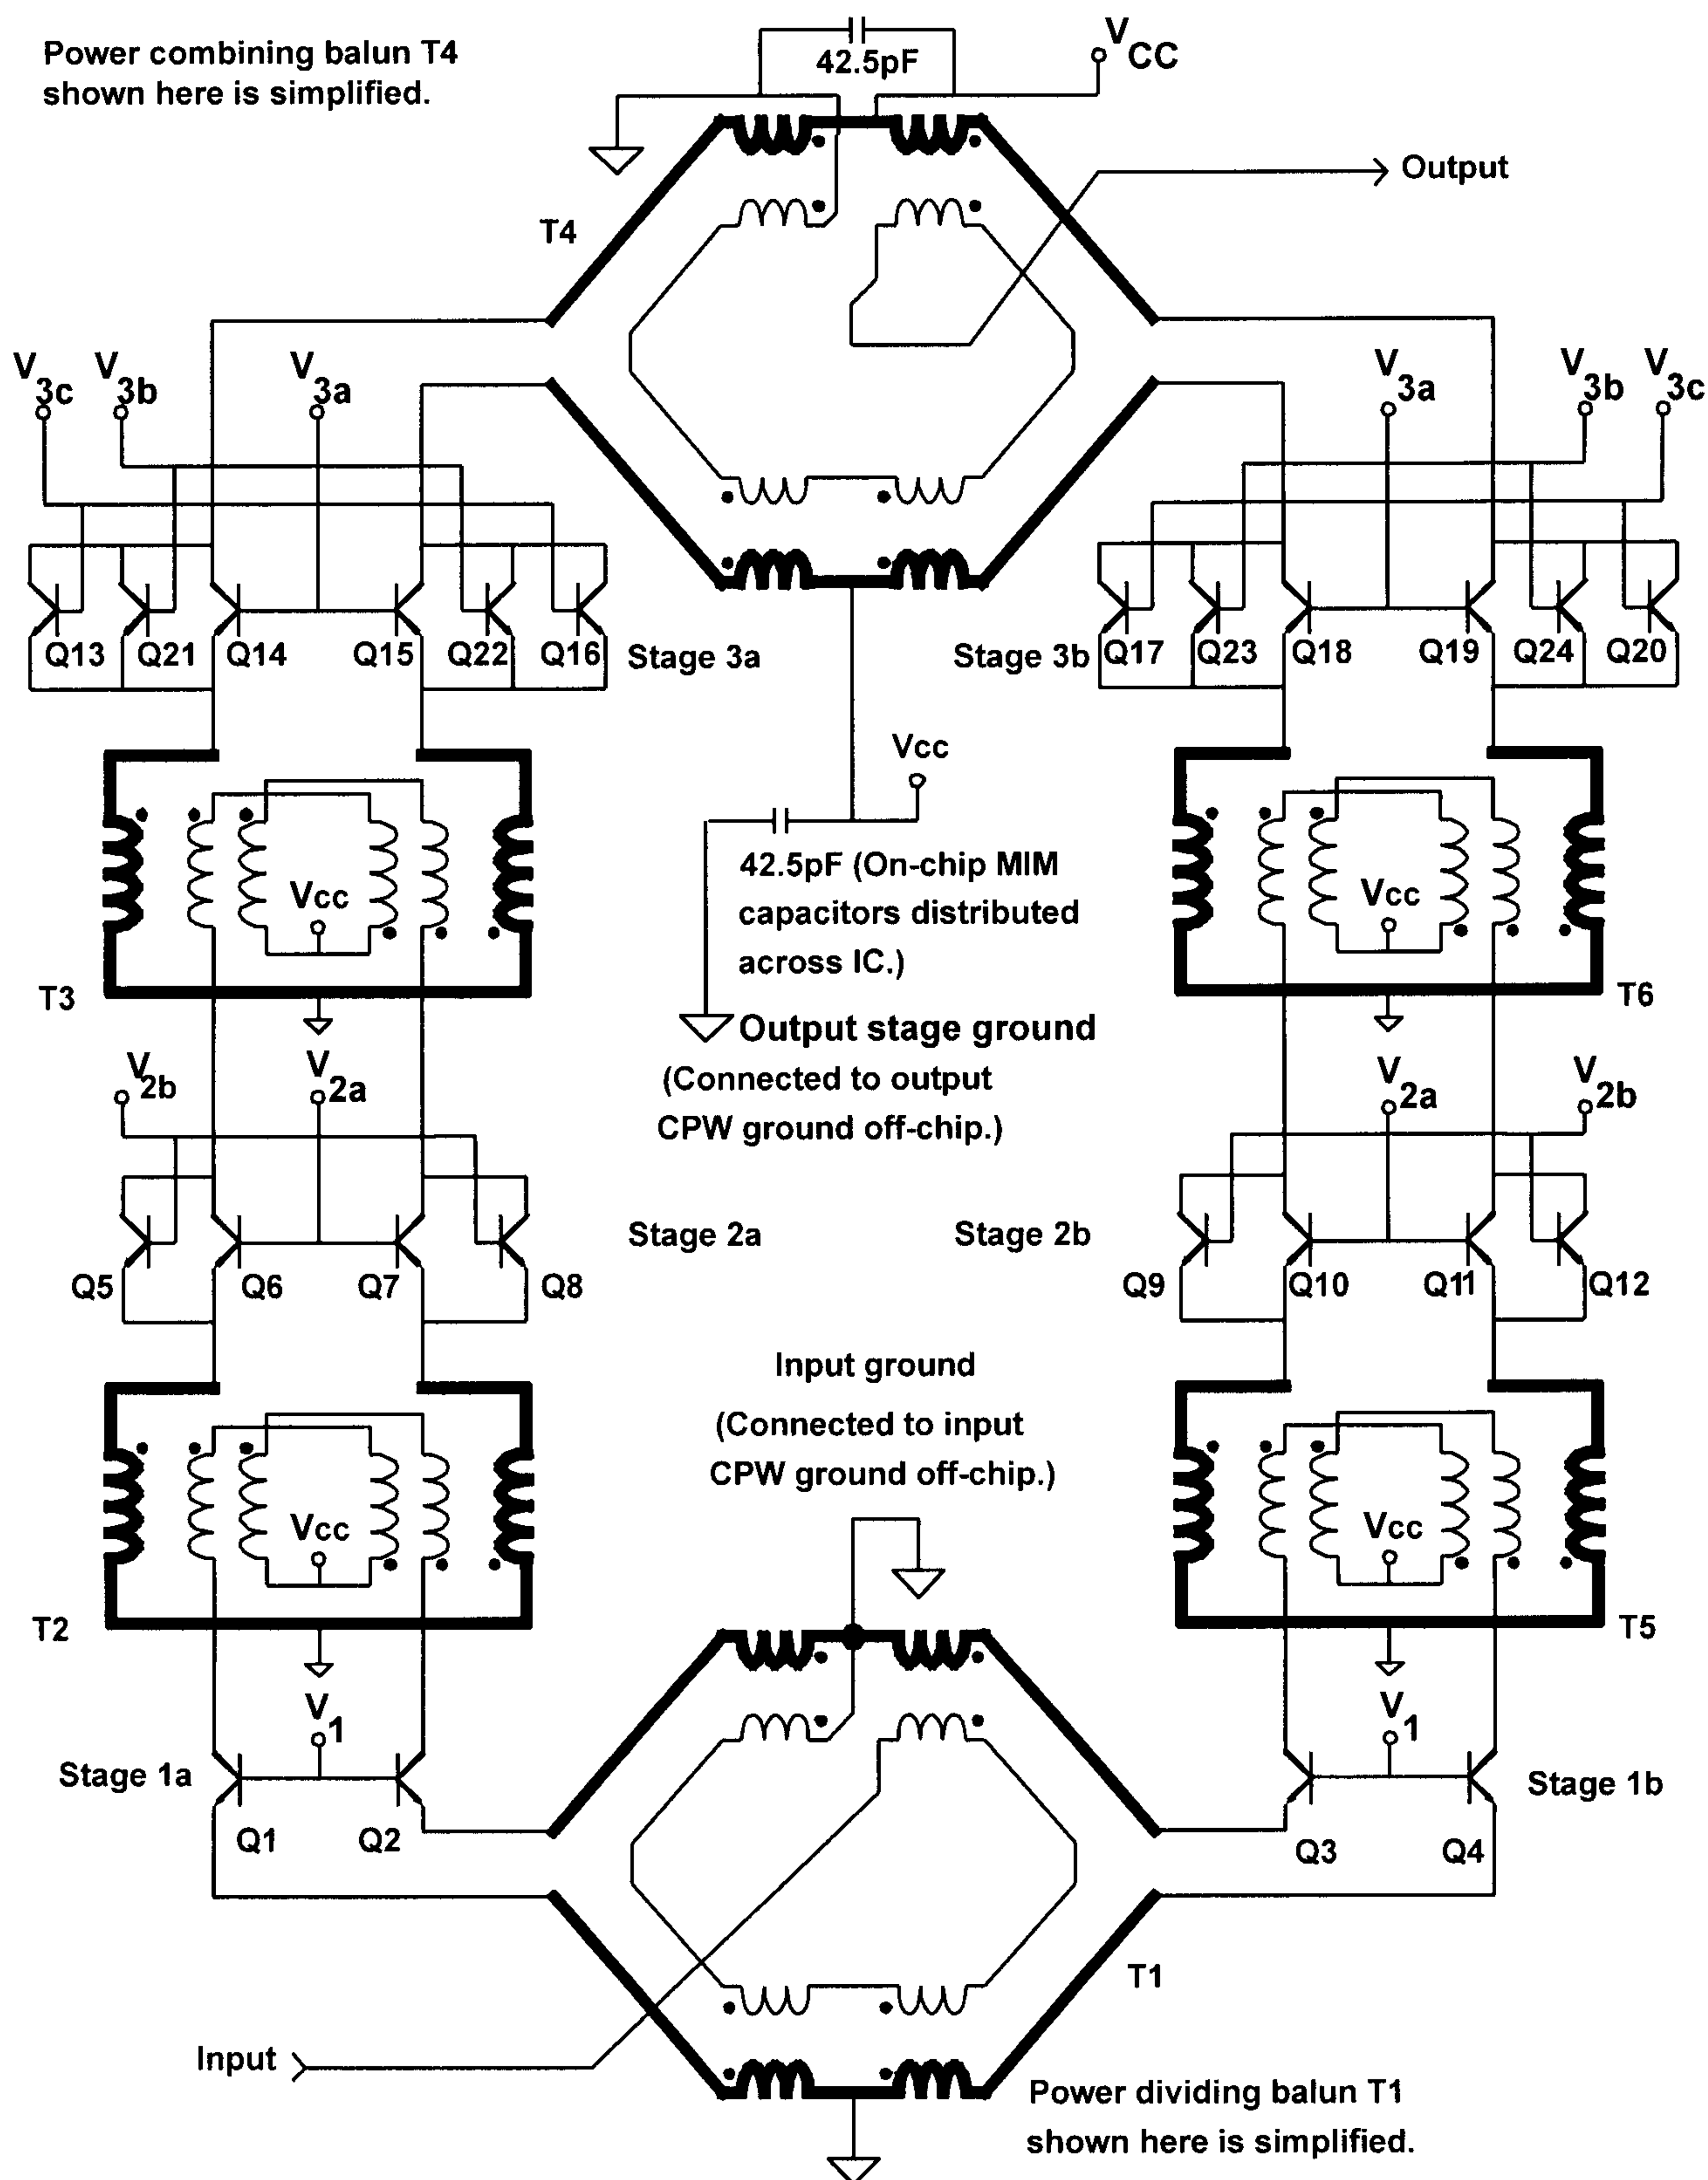 Power combining balun T4
shown here is simplified.
42.5pF
VCC
Output
T4
V3c
V3b
V3a
V3a
V3b
V3c
Q13
Q21
Q14
Q15
Q22
Q16
Stage 3a
Stage 3b
Q17
Q23
Q18
Q19
Q24
Q20
Vcc
Vcc
Vcc
42.5pF (On-chip MIM
capacitors distributed
across IC.)
T3
T6
Output stage ground
(Connected to output
CPW ground off-chip.)
V2b
V2a
V2a
V2b
Stage 2a
Stage 2b
Q5
Q6
Q7
Q8
Q9
Q10
Q11
Q12
Input ground
(Connected to input
CPW ground off-chip.)
Vcc
Vcc
T2
T5
V1
V1
Stage 1a
Stage 1b
Q1
Q2
Q3
Q4
T1
Input
Power dividing balun T1
shown here is simplified.